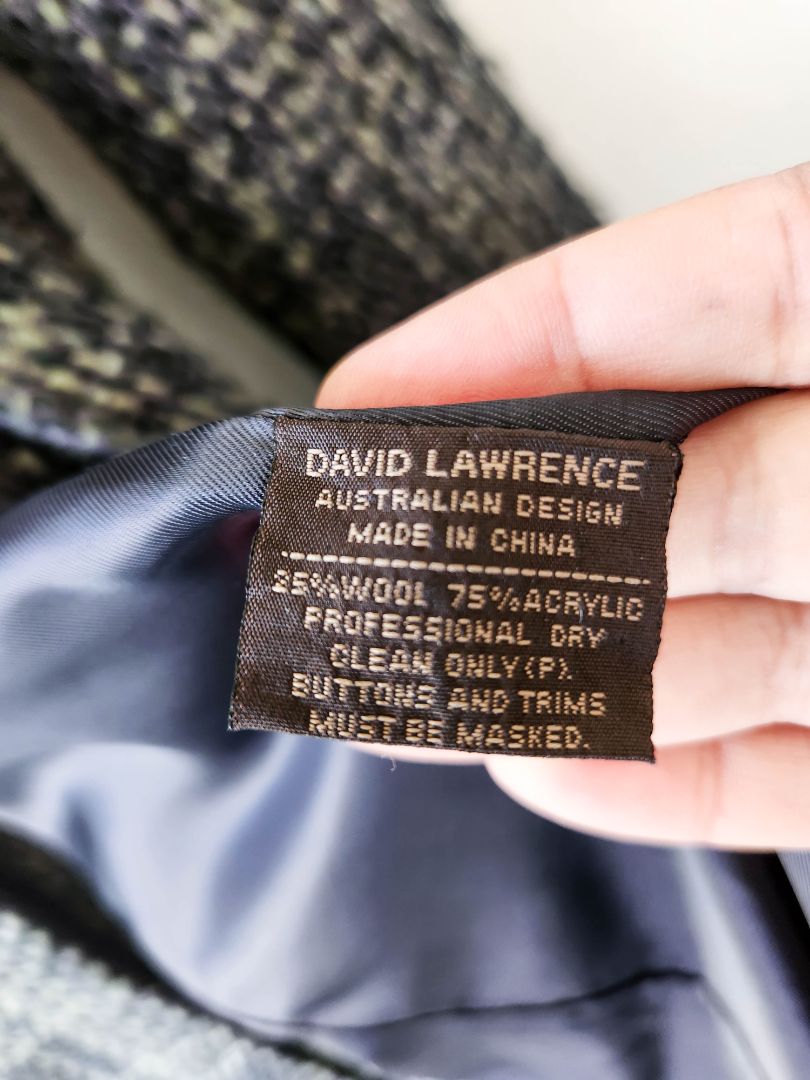 DAVID LAWRENCE
AUSTRALIAN DESIGN
MADE IN CHINA
25%WOOL 75%ACRYLIC
PROFESSIONAL DRY
CLEAN ONLY(P).
BUTTONS AND TRIMS
MUST BE MASKED.